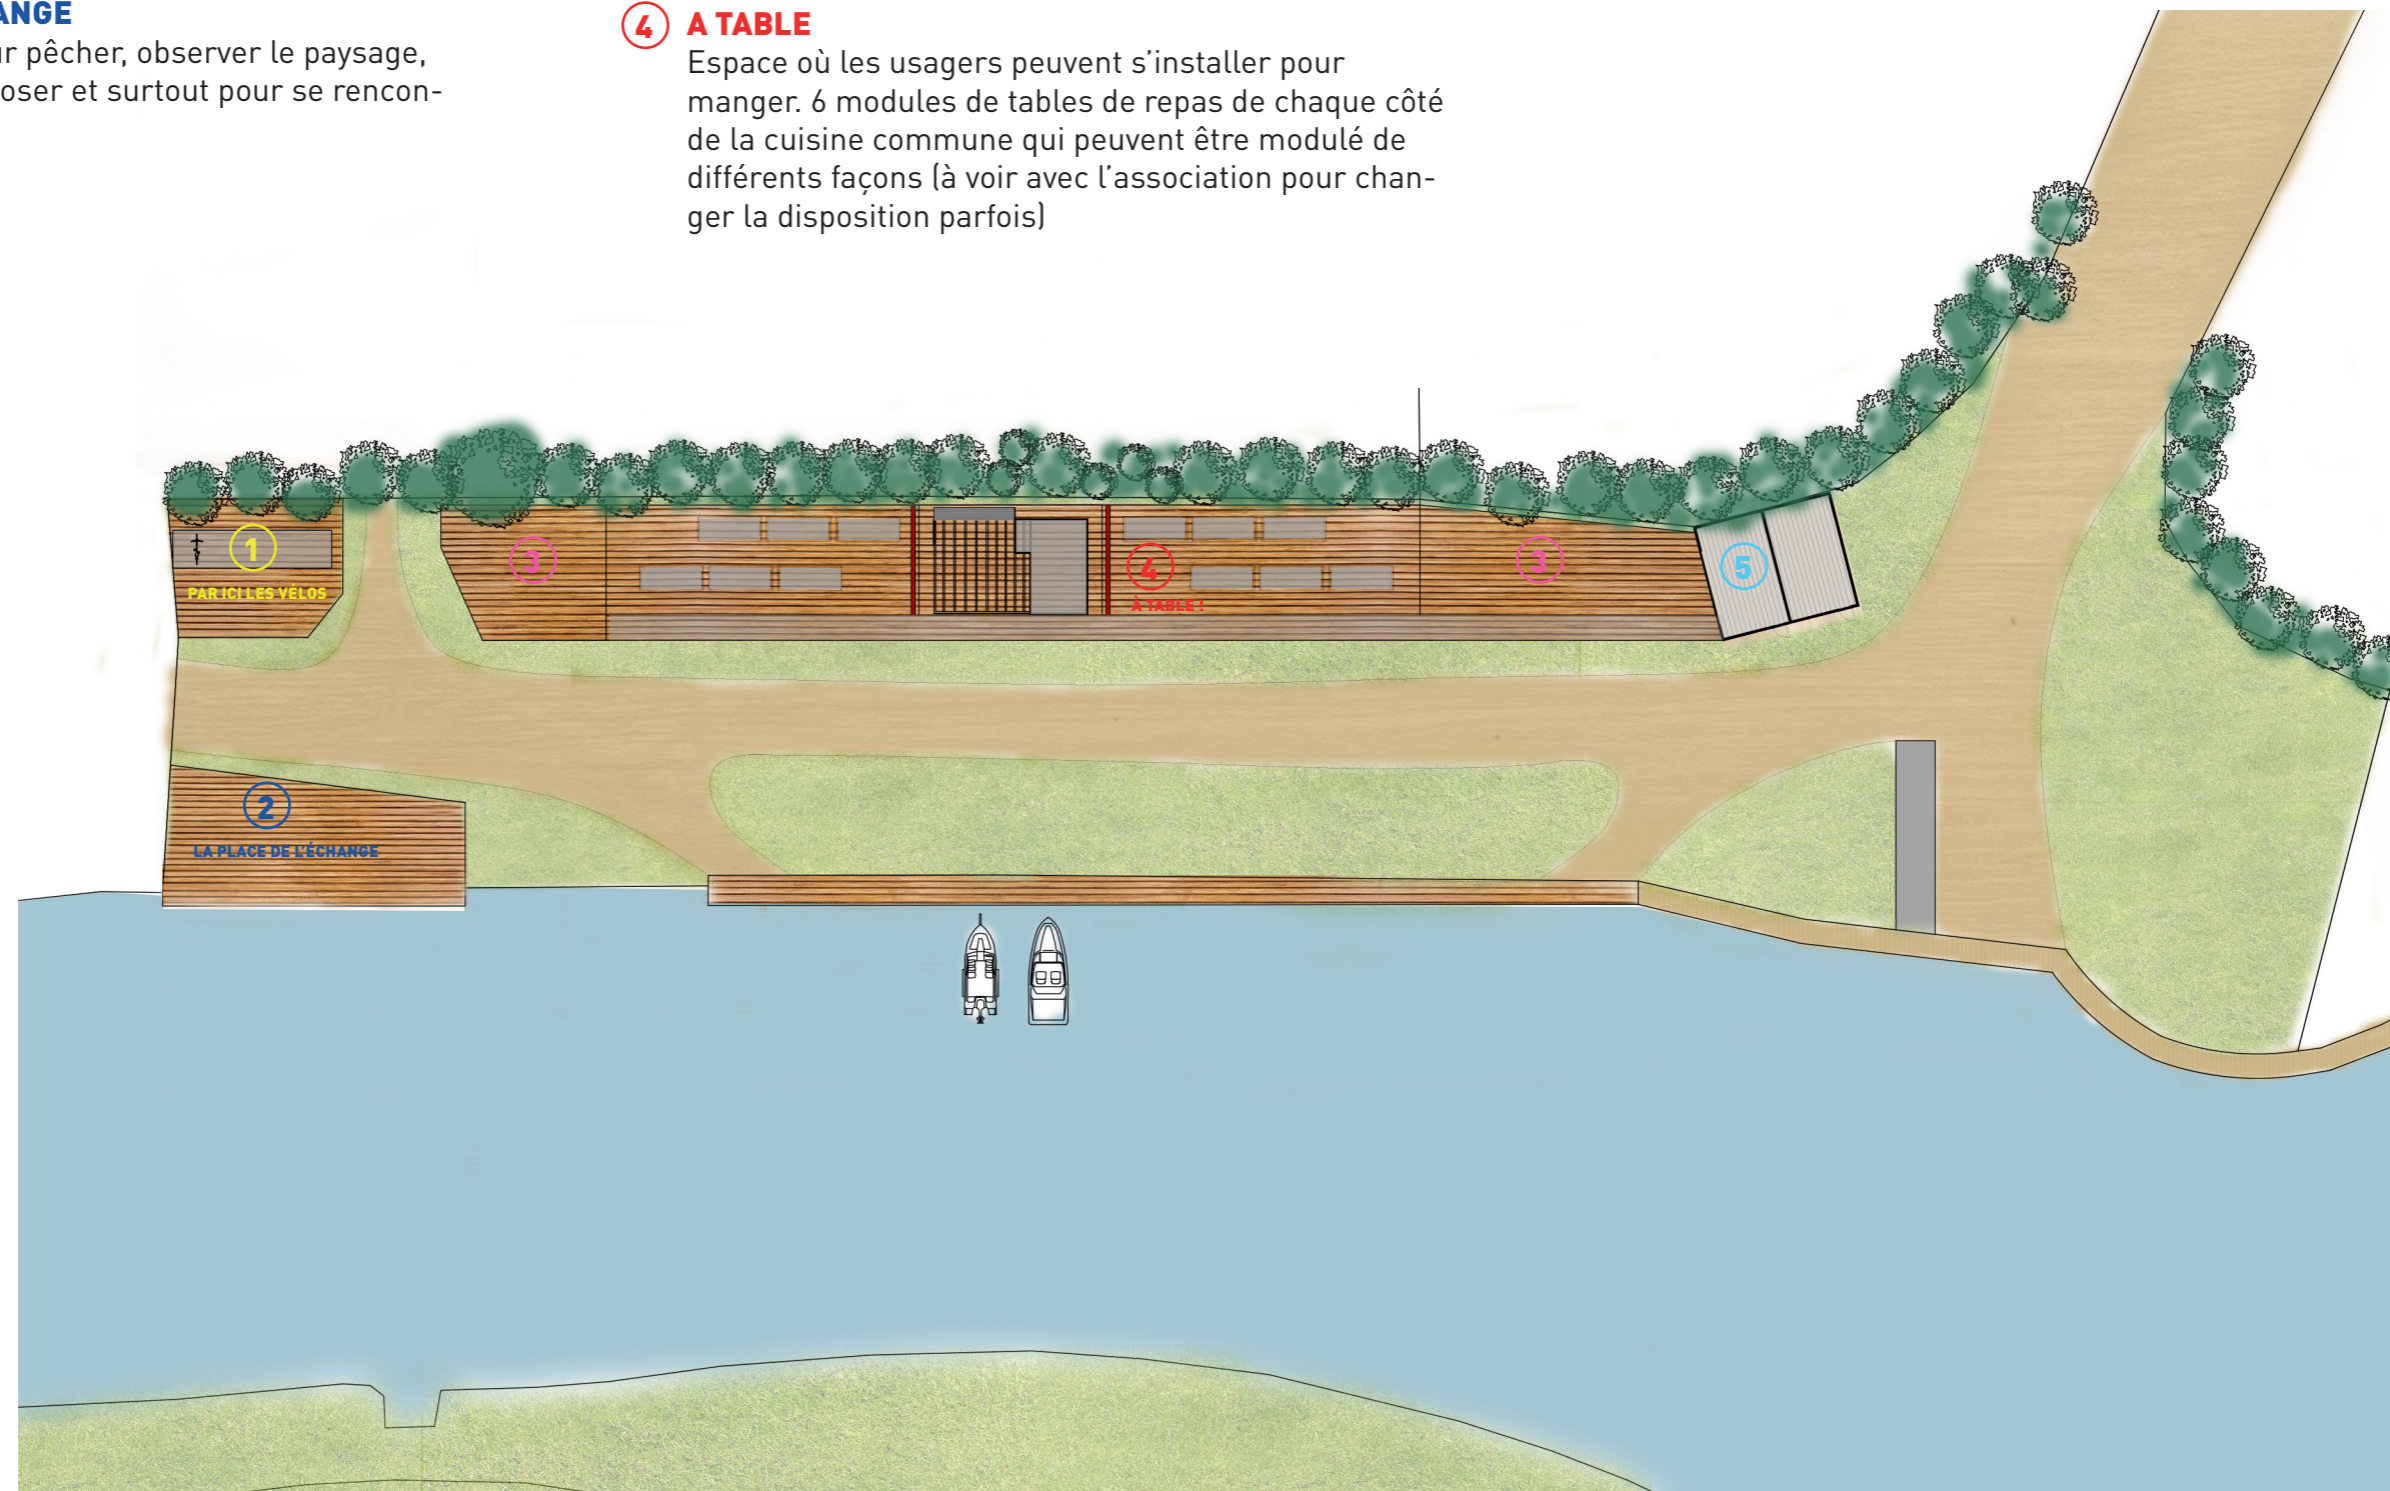 ANGE
r pêcher, observer le paysage,
oser et surtout pour se rencon-
4 A TABLE
Espace où les usagers peuvent s’installer pour
manger. 6 modules de tables de repas de chaque côté
de la cuisine commune qui peuvent être modulé de
différents façons (à voir avec l’association pour chan-
ger la disposition parfois)
1
PAR ICI LES VÉLOS
3
4
À TABLE !
3
5
2
LA PLACE DE L’ÉCHANGE